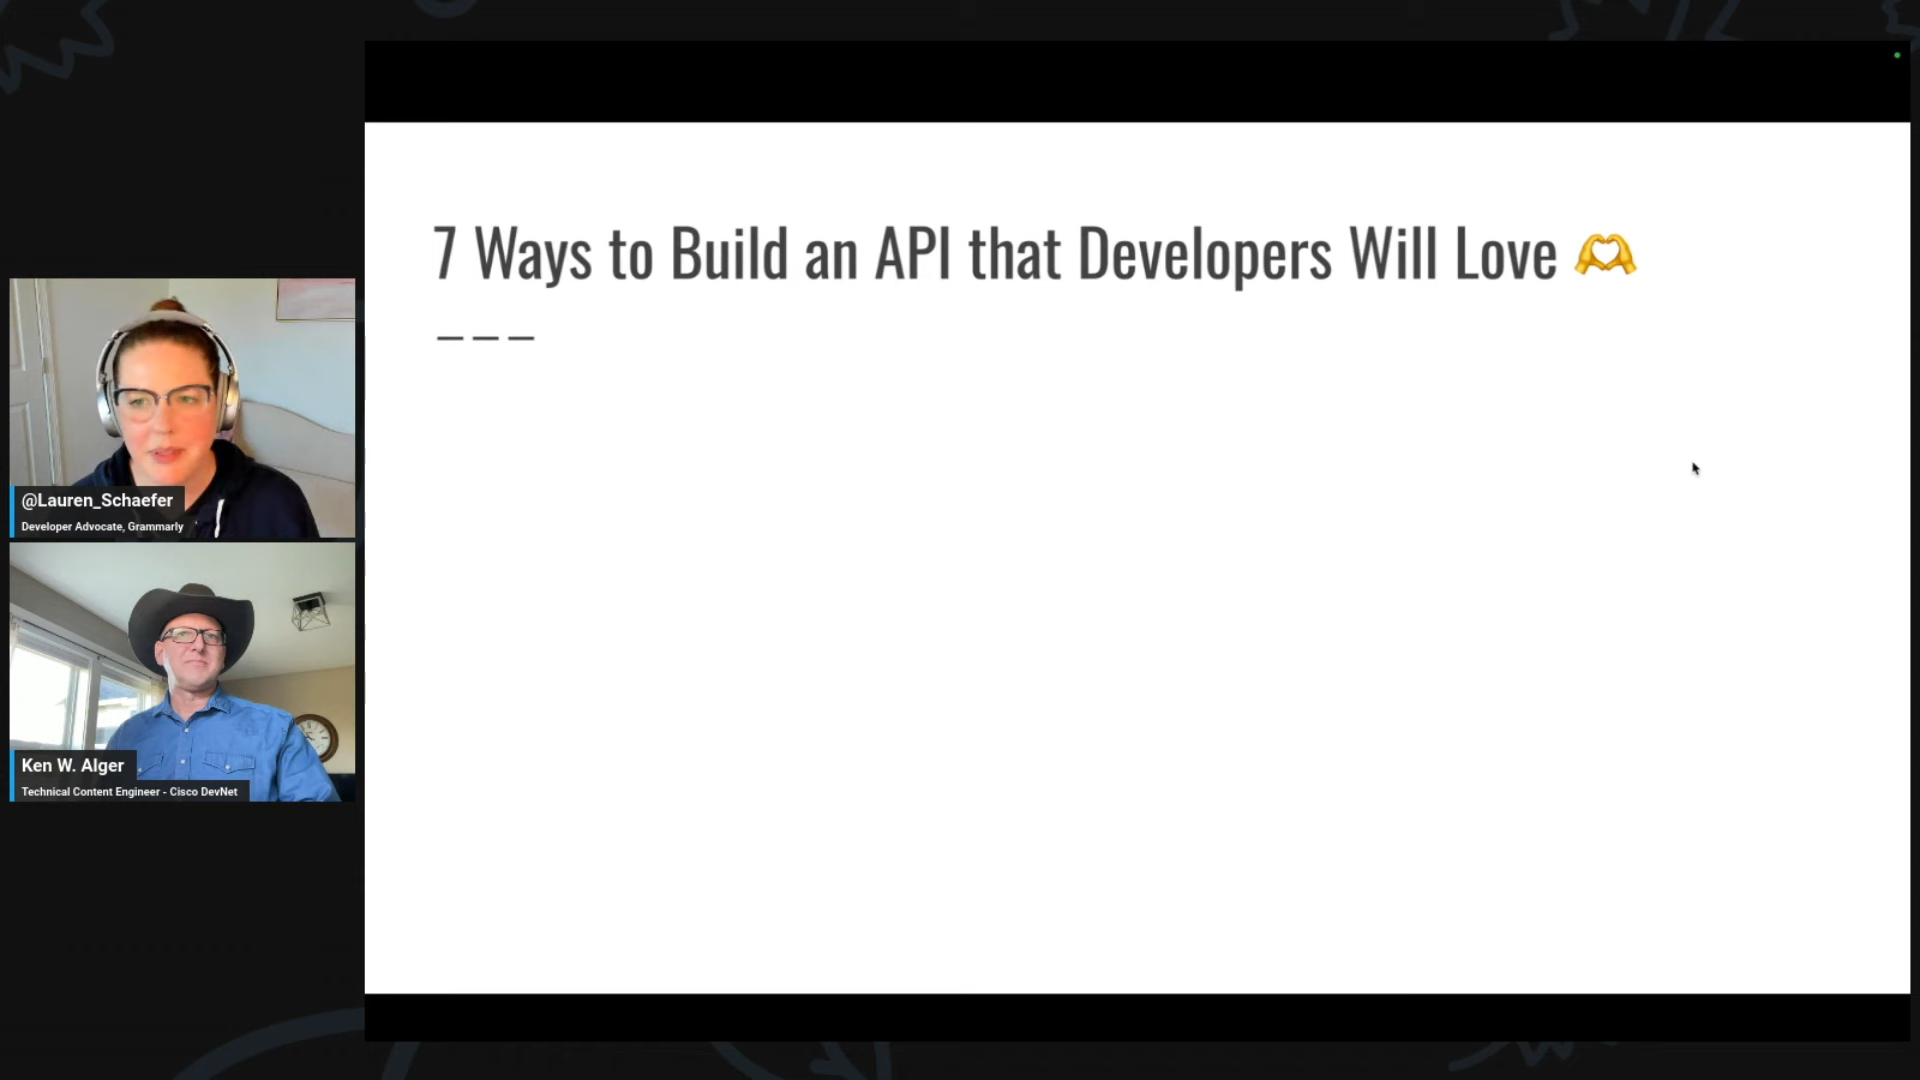 7 Ways to Build an API that Developers Will Love 🫶
@Lauren_Schaefer
Developer Advocate, Grammarly
Ken W. Alger
Technical Content Engineer - Cisco DevNet